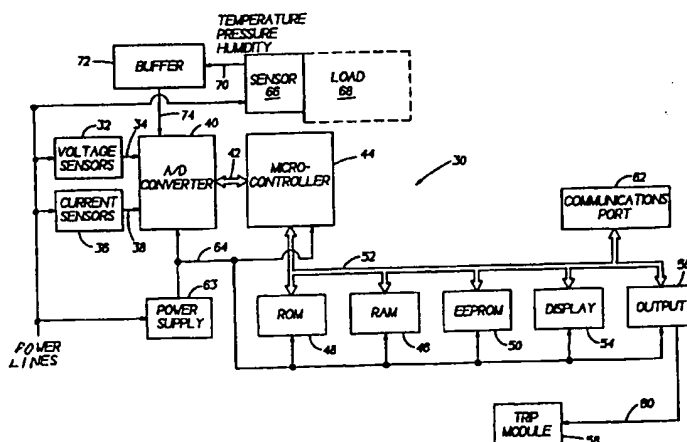 TEMPERATURE
PRESSURE
HUMIDITY
72
BUFFER
70
SENSOR
66
LOAD
68
74
32
34
40
VOLTAGE
SENSORS
A/D
CONVERTER
42
MICRO-
CONTROLLER
44
30
62
COMMUNICATIONS
PORT
CURRENT
SENSORS
36
38
64
52
63
POWER
SUPPLY
ROM
48
RAM
46
EEPROM
50
DISPLAY
54
OUTPUT
POWER
LINES
TRIP
MODULE
58
60